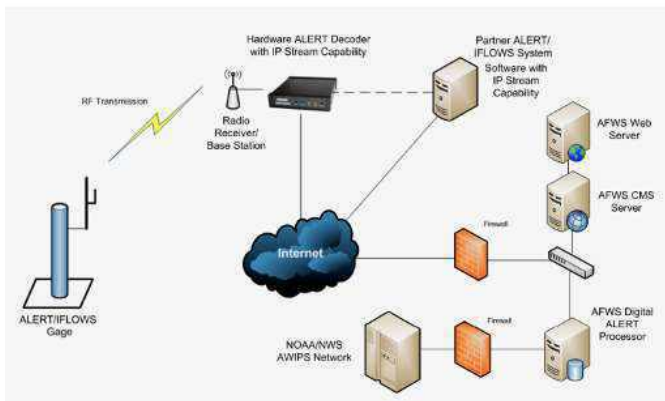 Hardware ALERT Decoder
with IP Stream Capability
Partner ALERT/
IFLOWS System
Software with
IP Stream
Capability
RF Transmission
Radio
Receiver/
Base Station
AFWS Web
Server
AFWS CMS
Server
Firewall
Internet
ALERT/IFLOWS
Gage
Firewall
AFWS Digital
ALERT
Processor
NOAA/NWS
AWIPS Network